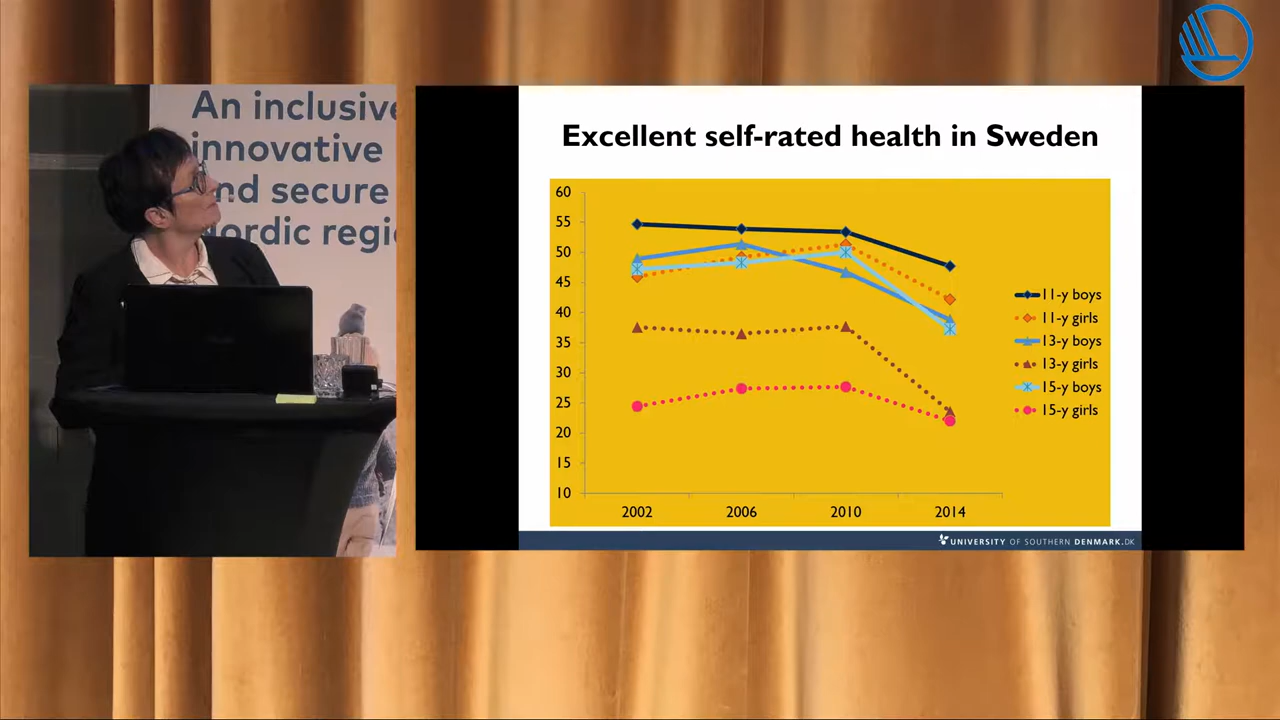 An inclusive
innovative
and secure
Nordic regi
Excellent self-rated health in Sweden
60
55
50
45
40
35
30
25
20
15
10
2002
2006
2010
2014
11-y boys
11-y girls
13-y boys
13-y girls
15-y boys
15-y girls
UNIVERSITY OF SOUTHERN DENMARK.DK